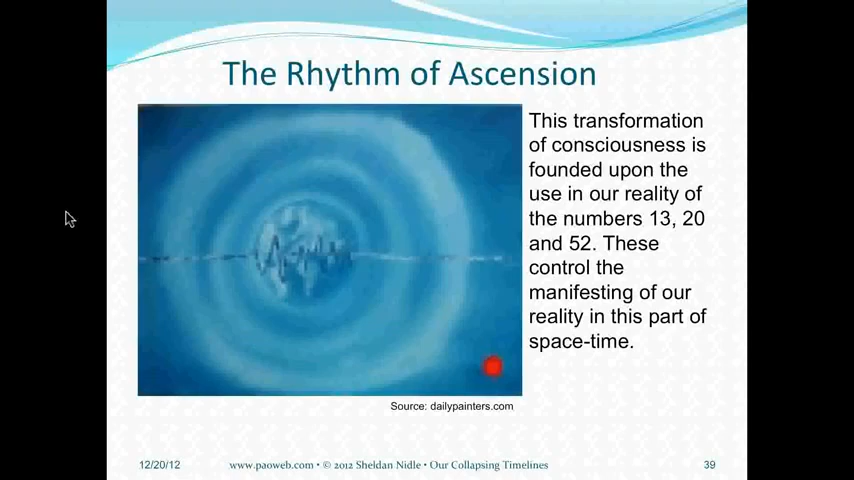 The Rhythm of Ascension
This transformation
of consciousness is
founded upon the
use in our reality of
the numbers 13, 20
and 52. These
control the
manifesting of our
reality in this part of
space-time.
Source: dailypainters.com
12/20/12
www.paoweb.com • © 2012 Sheldan Nidle • Our Collapsing Timelines
39